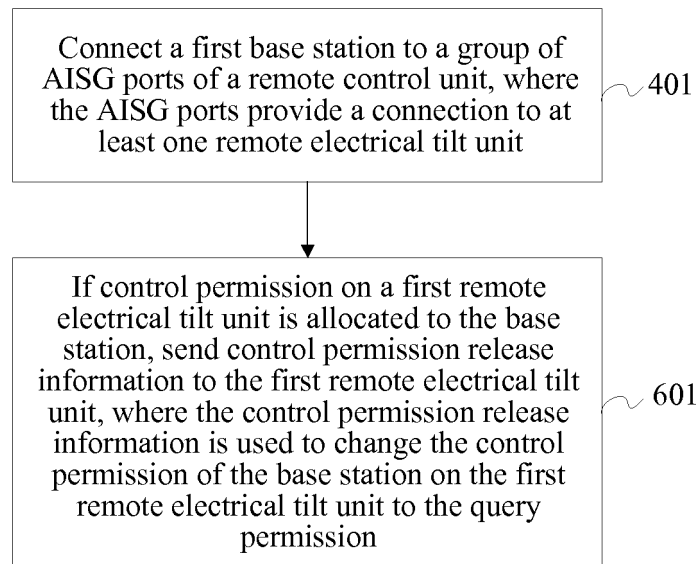 Connect a first base station to a group of
AISG ports of a remote control unit, where
the AISG ports provide a connection to at
least one remote electrical tilt unit
401
If control permission on a first remote
electrical tilt unit is allocated to the base
station, send control permission release
information to the first remote electrical tilt
unit, where the control permission release
information is used to change the control
permission of the base station on the first
remote electrical tilt unit to the query
permission
601